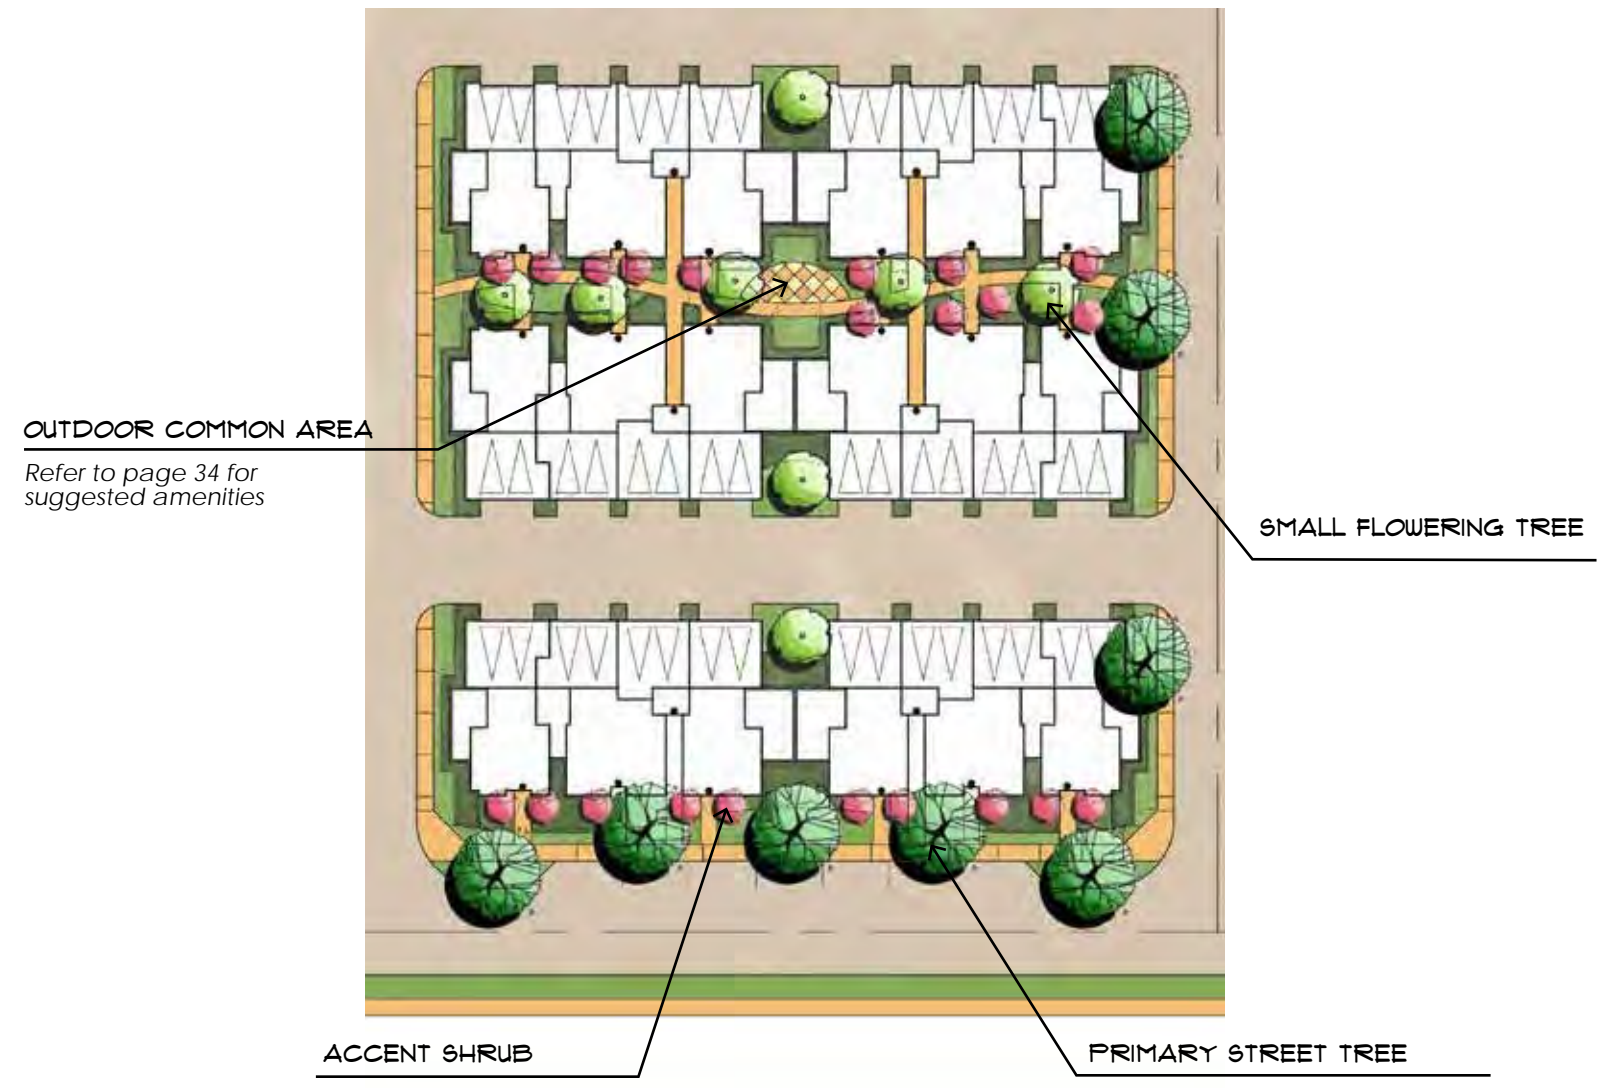 OUTDOOR COMMON AREA
Refer to page 34 for
suggested amenities
SMALL FLOWERING TREE
ACCENT SHRUB
PRIMARY STREET TREE